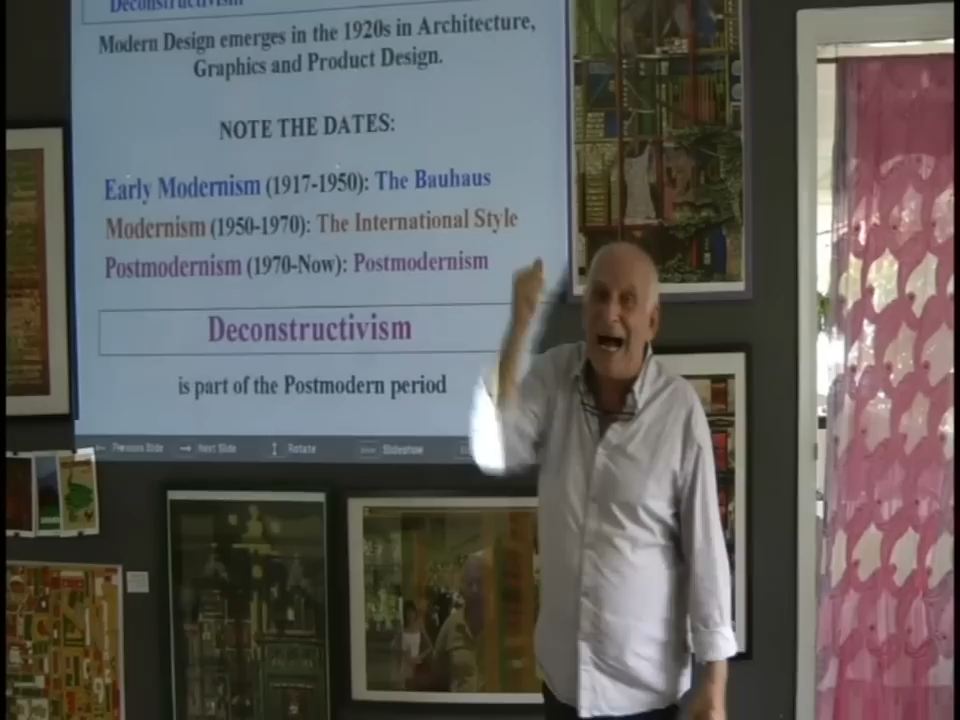 Deconstructivism
Modern Design emerges in the 1920s in Architecture,
Graphics and Product Design.
NOTE THE DATES:
Early Modernism (1917-1950): The Bauhaus
Modernism (1950-1970): The International Style
Postmodernism (1970-Now): Postmodernism
Deconstructivism
is part of the Postmodern period
Previous Slide Next Slide Rotate Slideshow